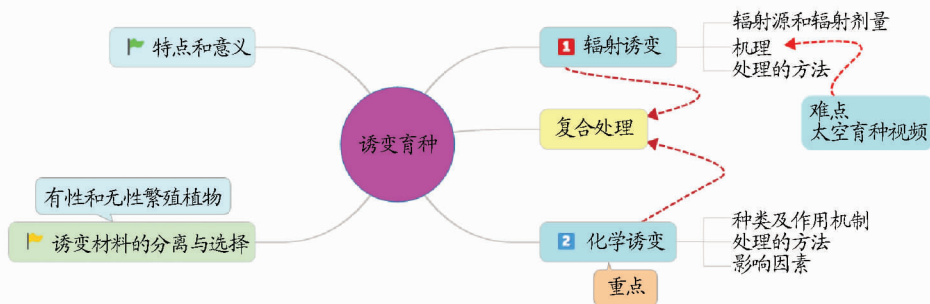 特点和意义
有性和无性繁殖植物
诱变材料的分离与选择
诱变育种
1 辐射诱变
辐射源和辐射剂量
机理
处理的方法
难点
太空育种视频
复合处理
2 化学诱变
重点
种类及作用机制
处理的方法
影响因素